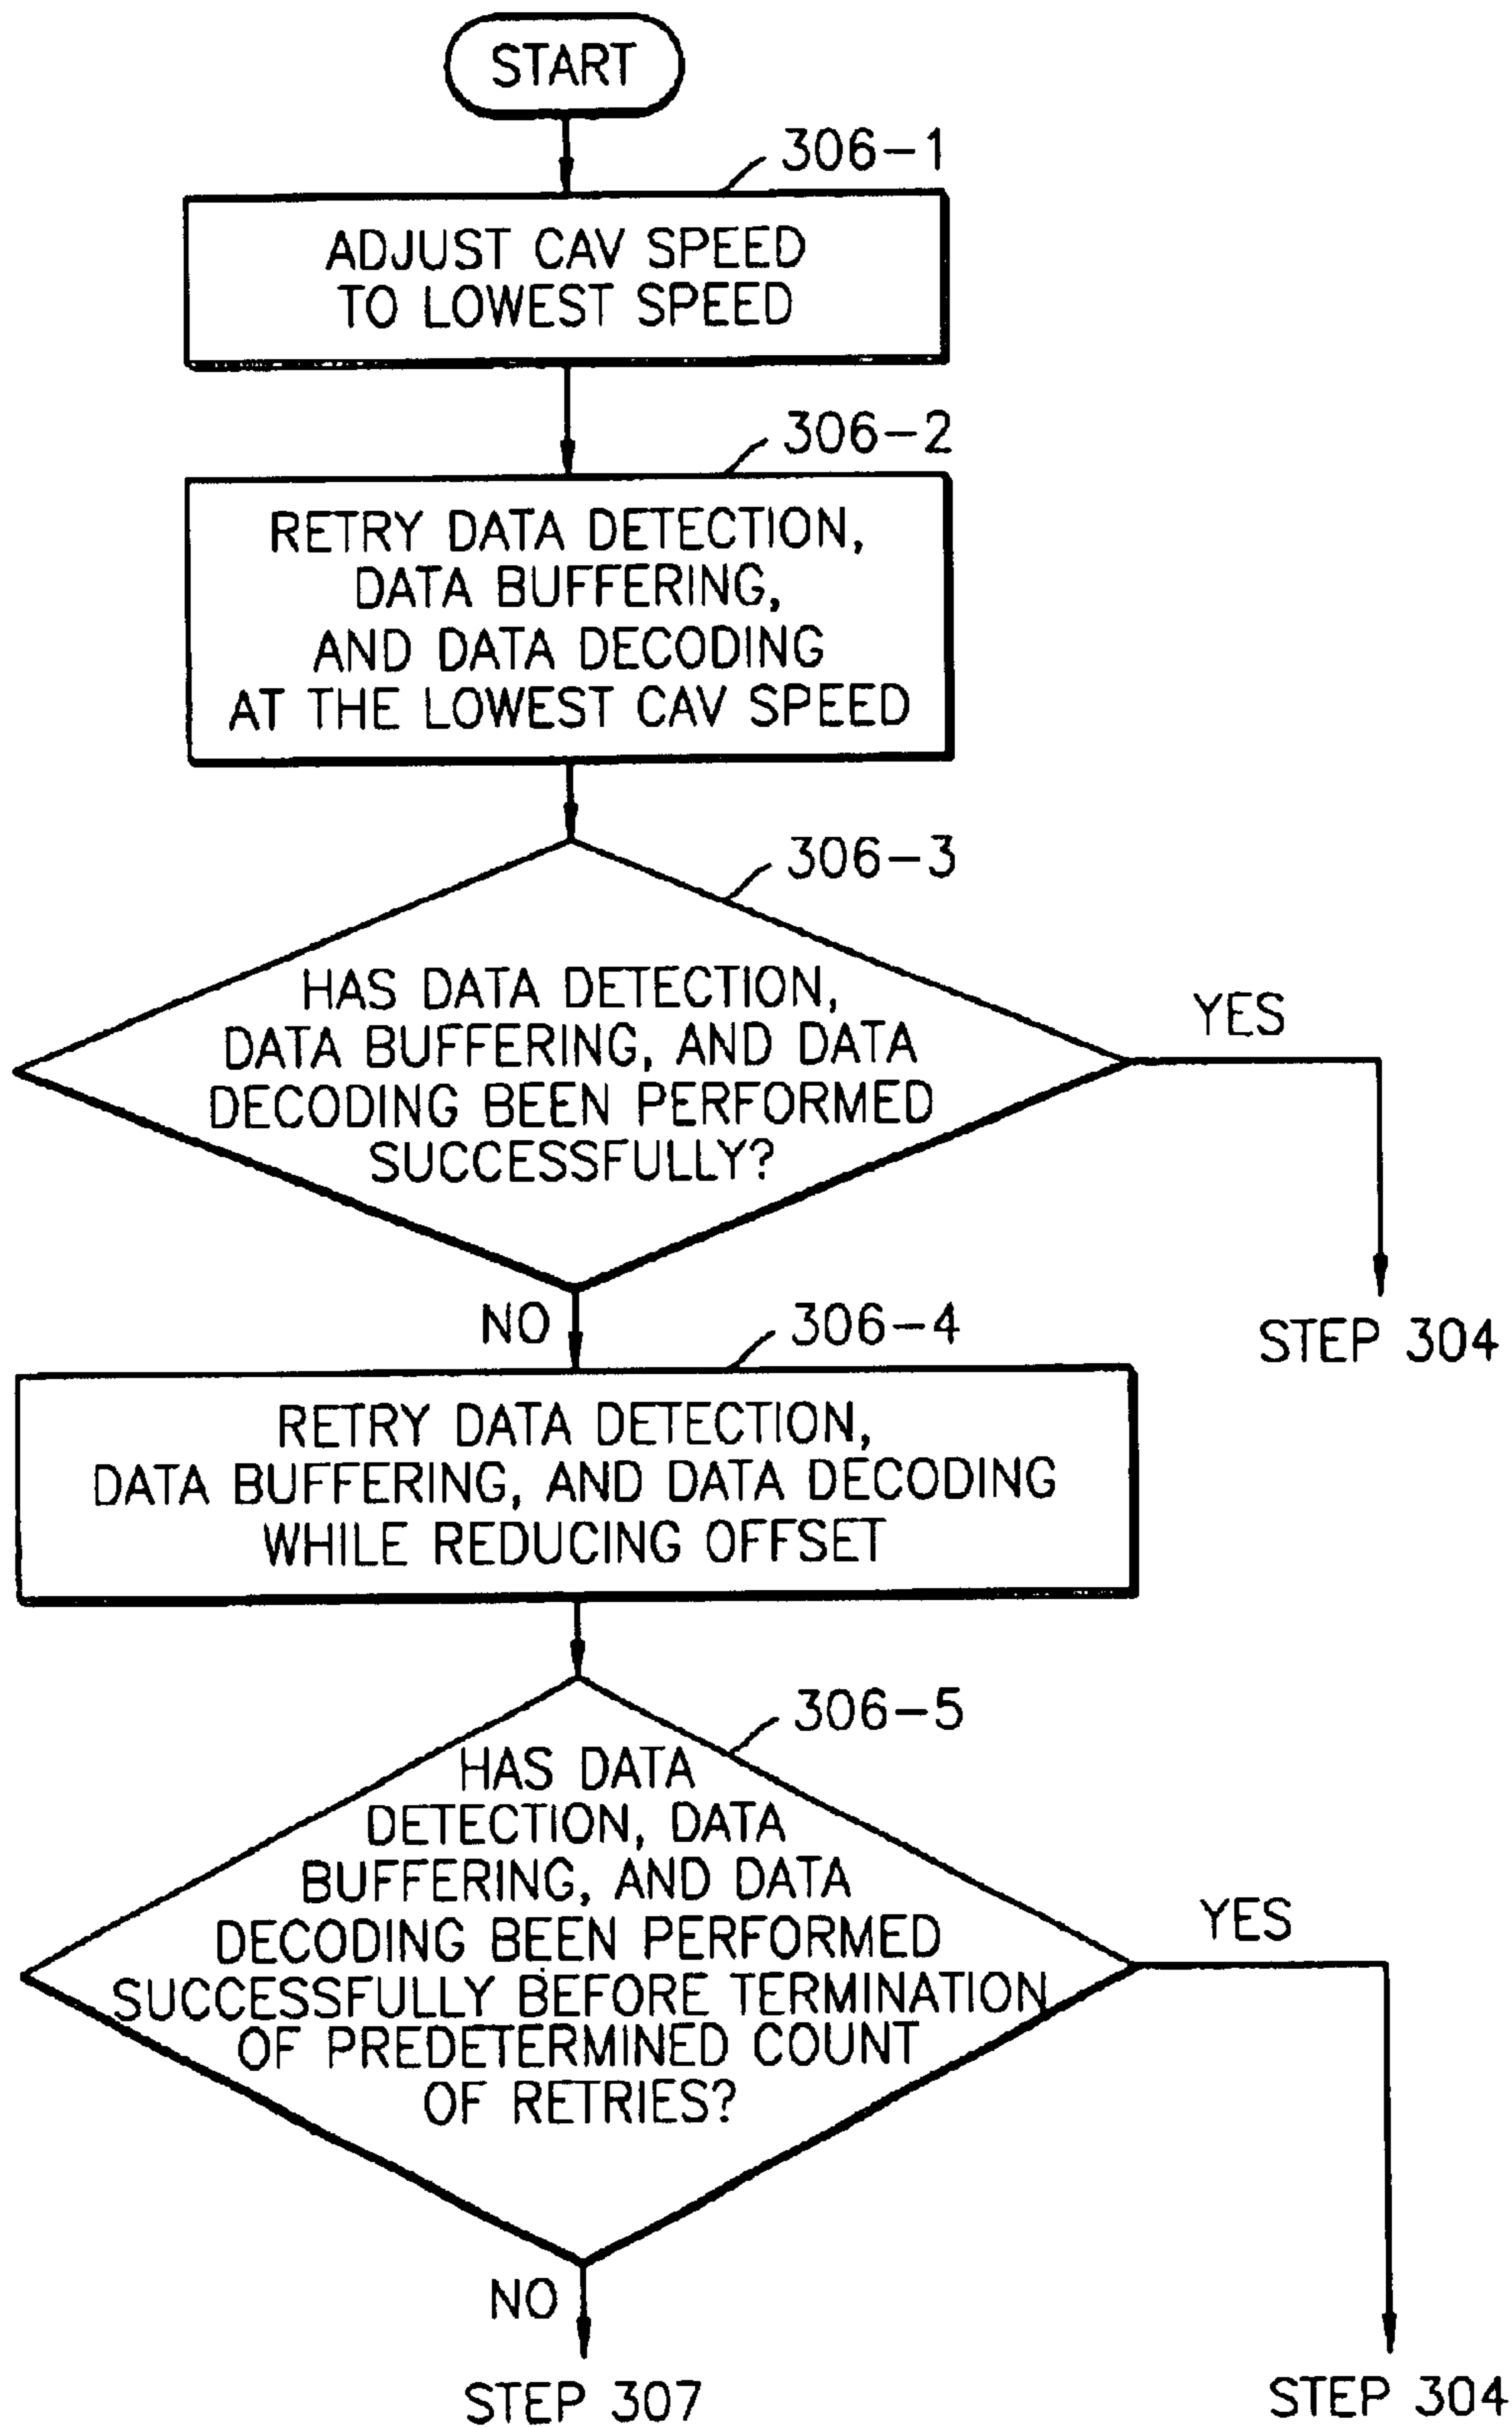 START
306-1
ADJUST CAV SPEED
TO LOWEST SPEED
306-2
RETRY DATA DETECTION,
DATA BUFFERING,
AND DATA DECODING
AT THE LOWEST CAV SPEED
306-3
HAS DATA DETECTION,
DATA BUFFERING, AND DATA
DECODING BEEN PERFORMED
SUCCESSFULLY?
YES
STEP 304
NO
306-4
RETRY DATA DETECTION,
DATA BUFFERING, AND DATA DECODING
WHILE REDUCING OFFSET
306-5
HAS DATA
DETECTION, DATA
BUFFERING, AND DATA
DECODING BEEN PERFORMED
SUCCESSFULLY BEFORE TERMINATION
OF PREDETERMINED COUNT
OF RETRIES?
YES
NO
STEP 307
STEP 304